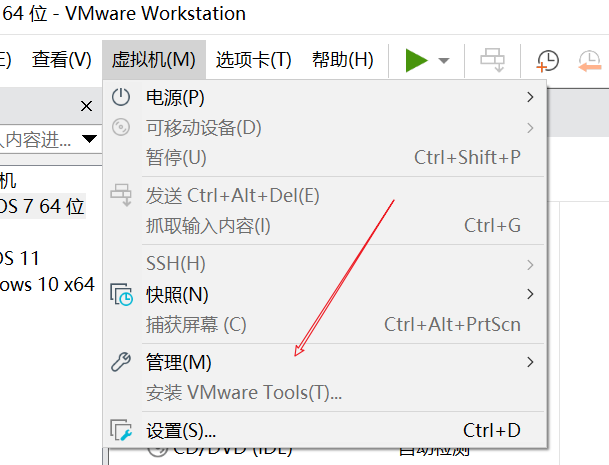 64 位 - VMware Workstation
E) 查看(V) 虚拟机(M) 选项卡(T) 帮助(H)
电源(P)
可移动设备(D)
入内容进...
暂停(U) Ctrl+Shift+P
机
发送 Ctrl+Alt+Del(E)
OS 7 64 位
抓取输入内容(I) Ctrl+G
OS 11
SSH(H)
ows 10 x64
快照(N)
捕获屏幕 (C) Ctrl+Alt+PrtScn
管理(M)
安装 VMware Tools(T)...
设置(S)... Ctrl+D
CD/DVD (IDE) 自动检测